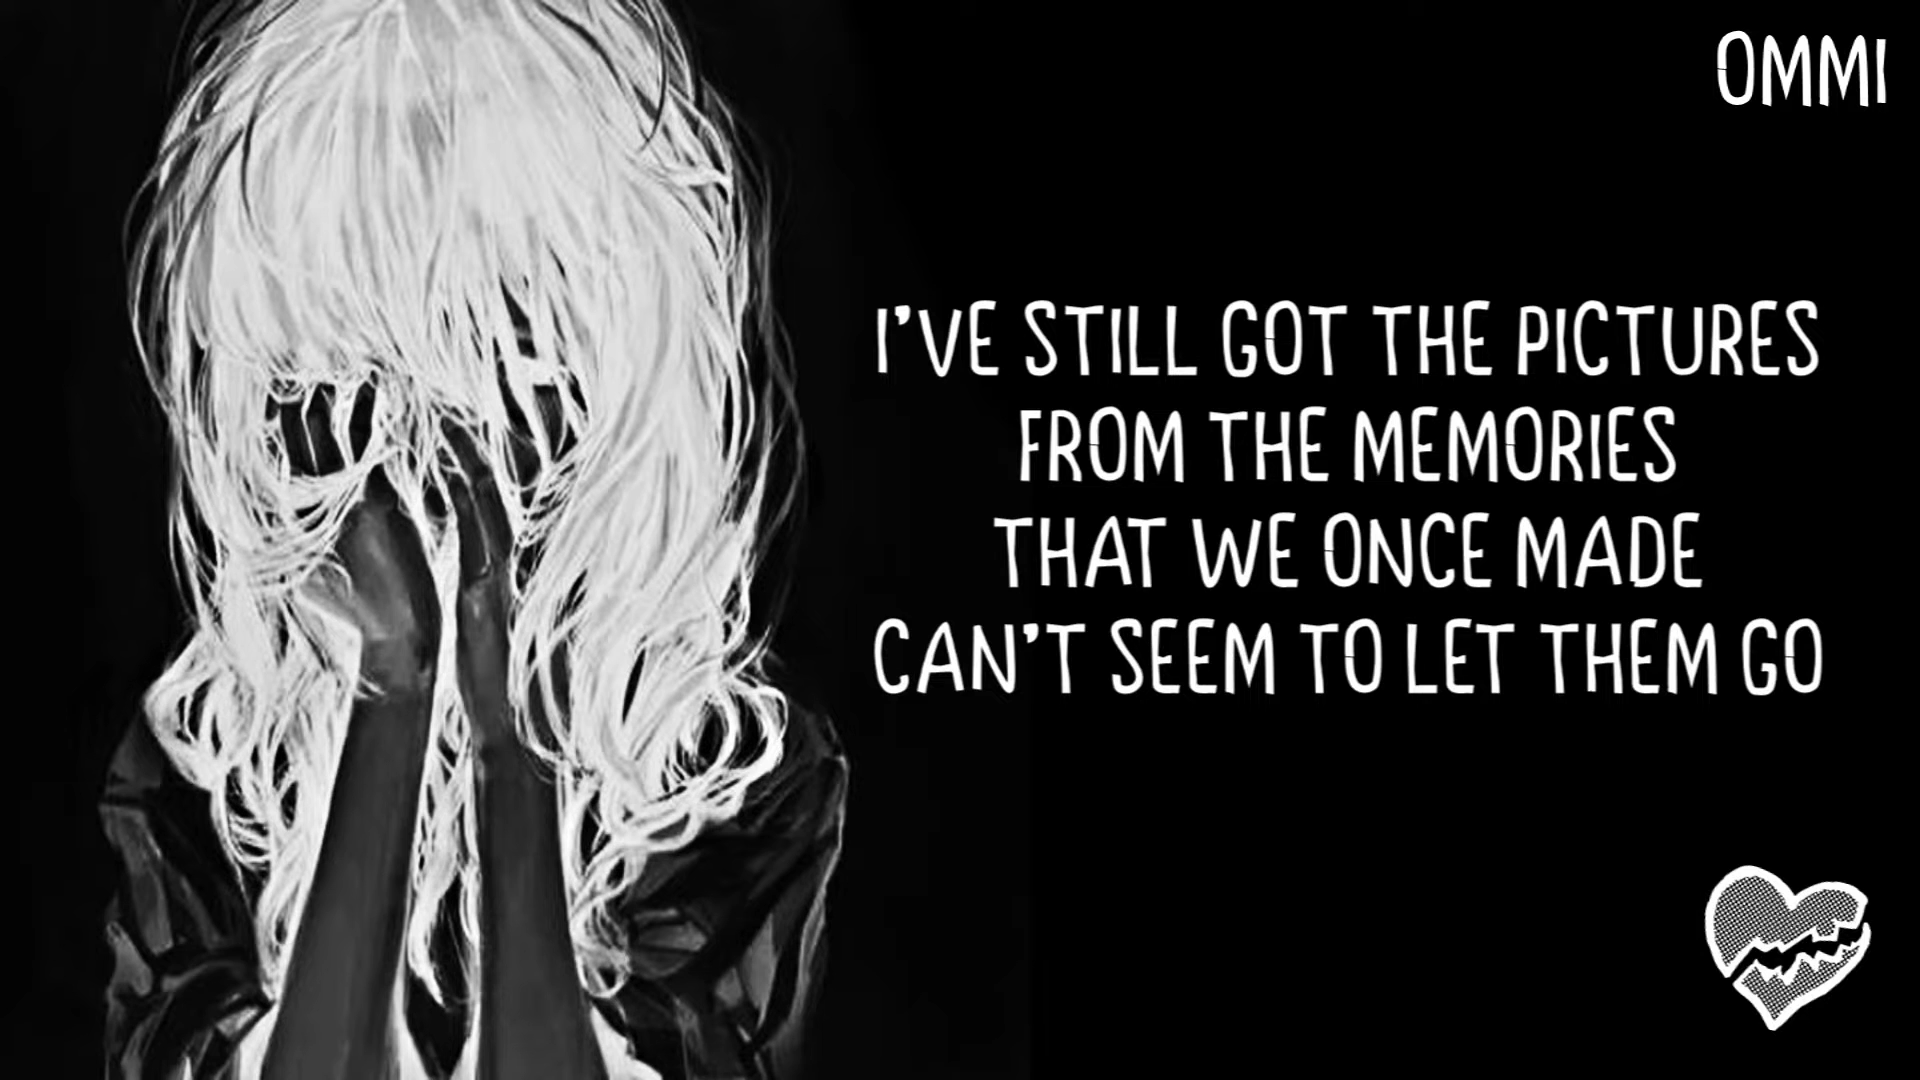 OMMI
I'VE STILL GOT THE PICTURES
FROM THE MEMORIES
THAT WE ONCE MADE
CAN'T SEEM TO LET THEM GO